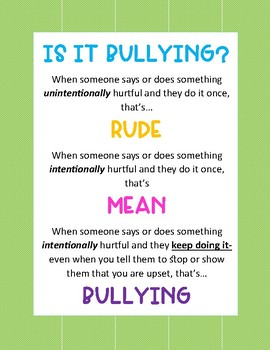 IS IT BULLYING?
When someone says or does something
unintentionally hurtful and they do it once,
that's...
RUDE
When someone says or does something
intentionally hurtful and they do it once,
that's
MEAN
When someone says or does something
intentionally hurtful and they keep doing it-
even when you tell them to stop or show
them that you are upset, that's...
BULLYING